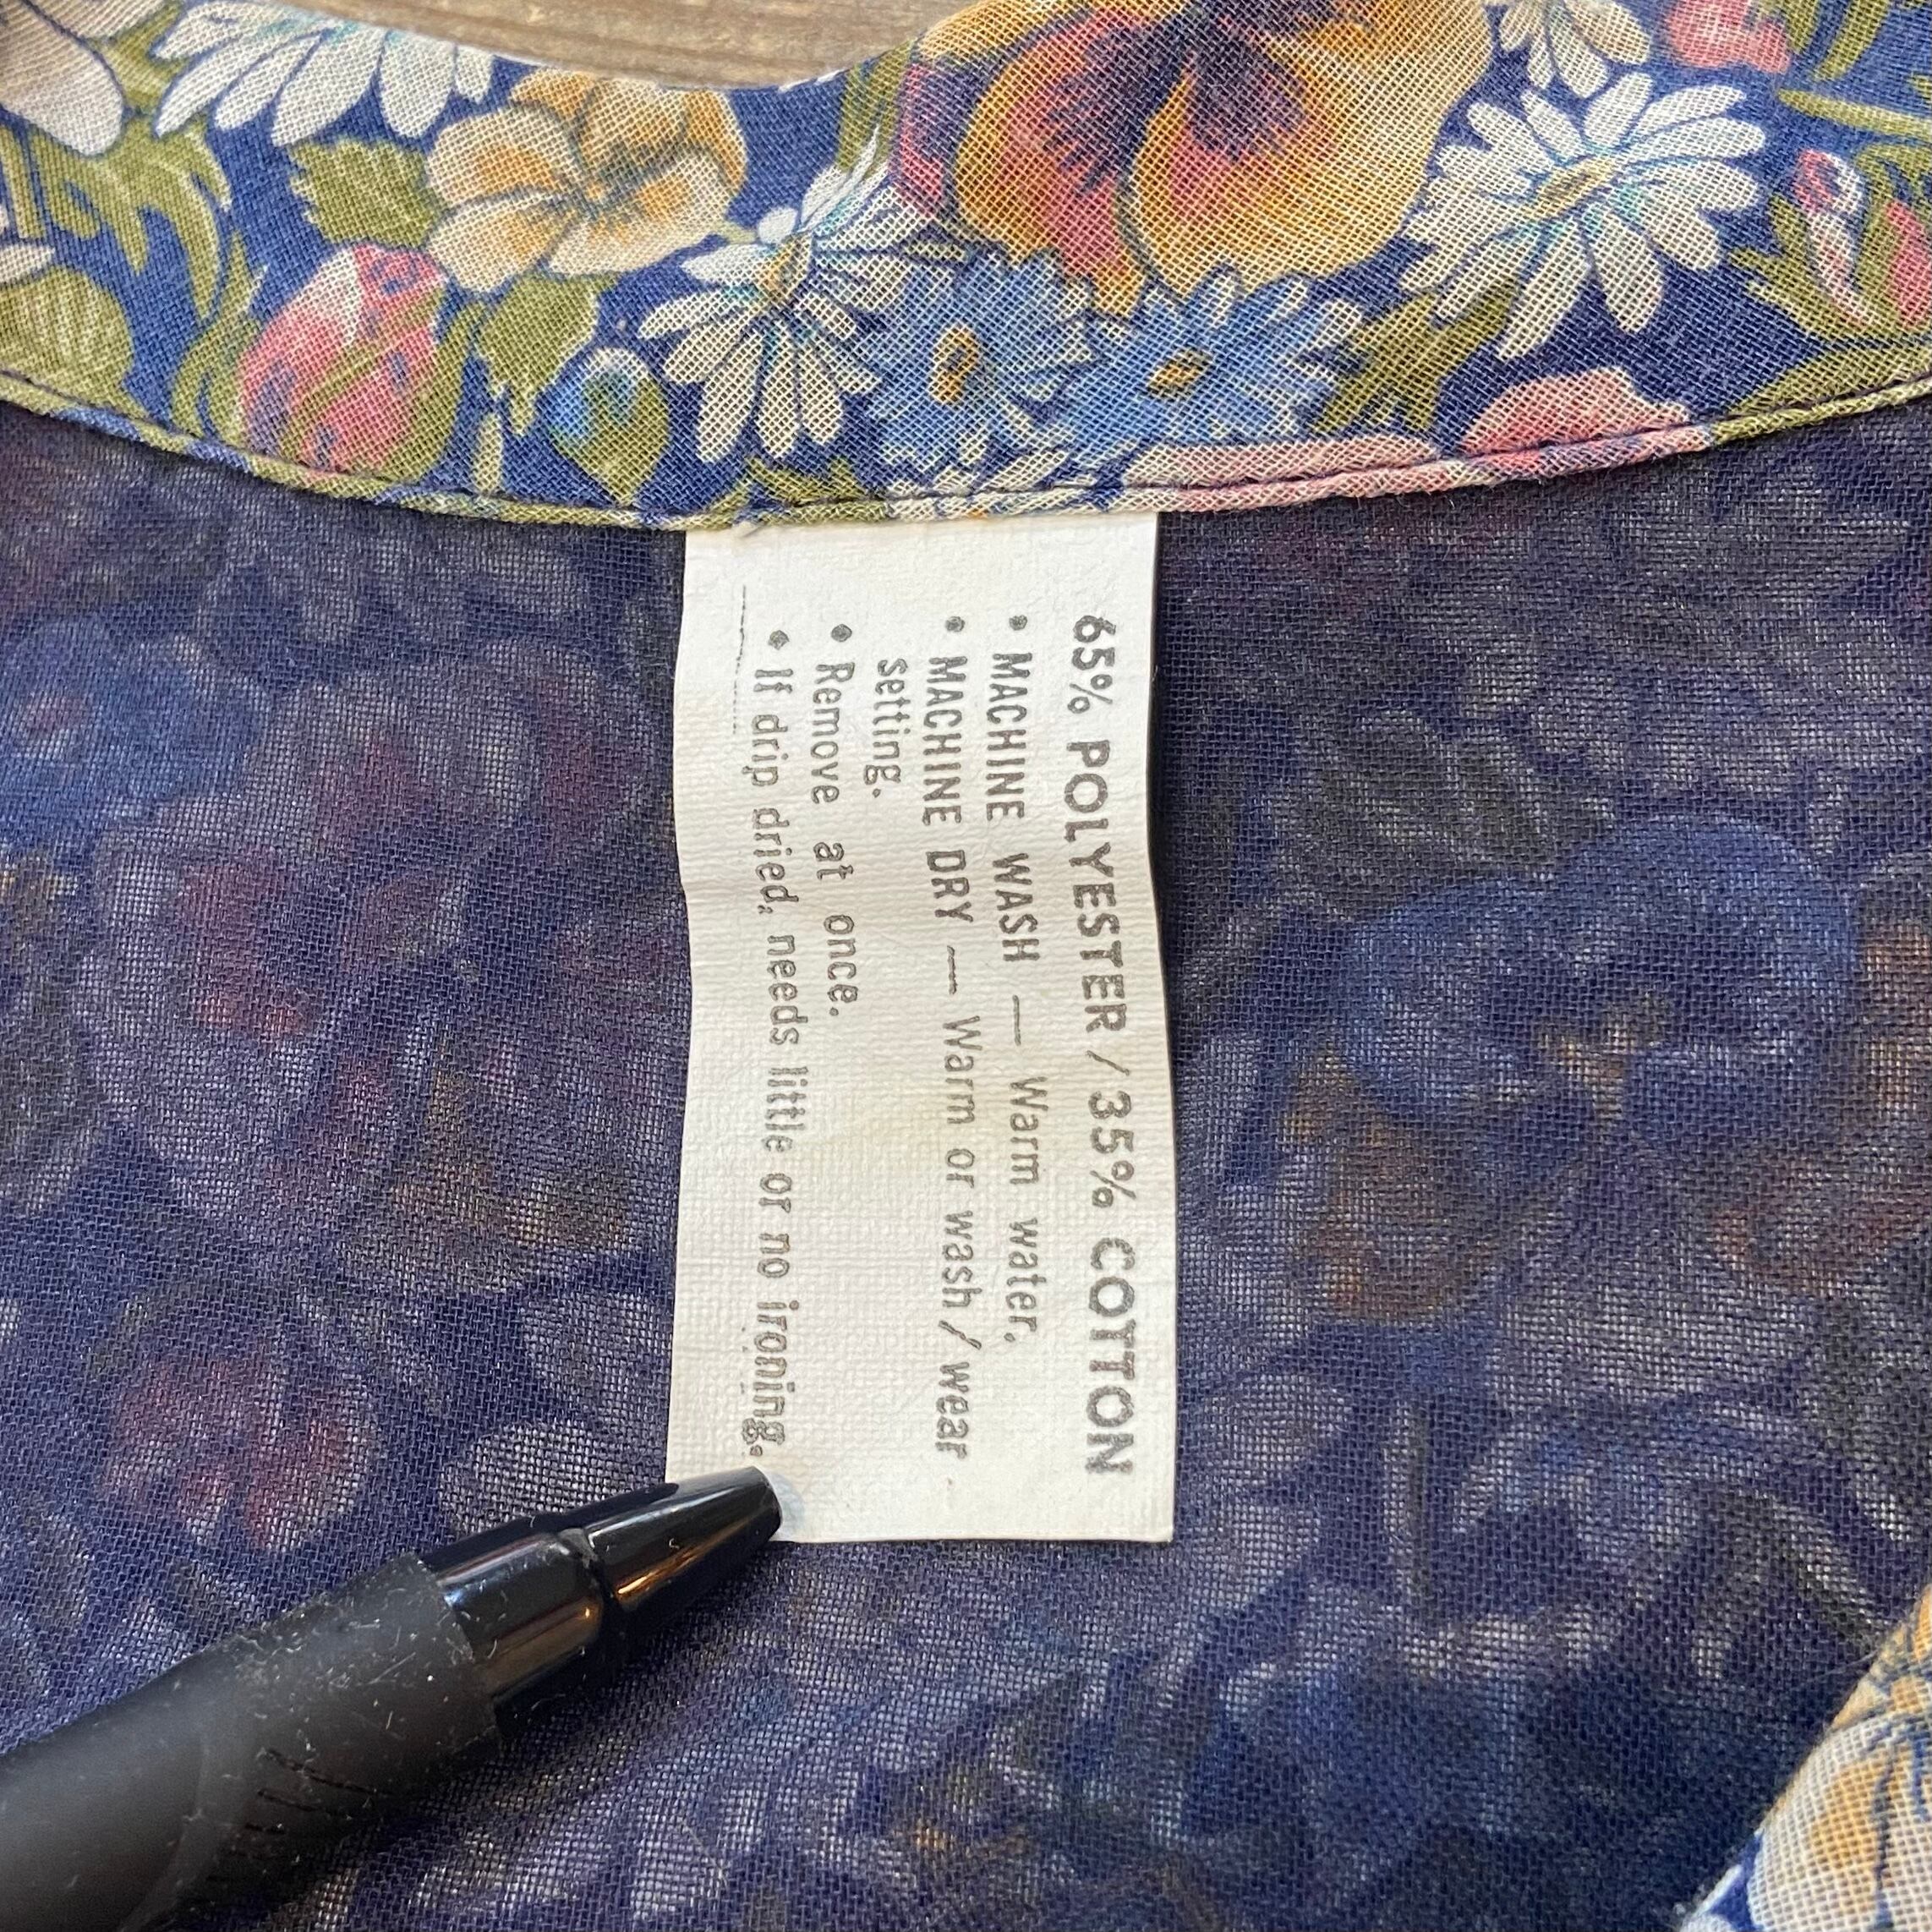 65% POLYESTER / 35% COTTON
• MACHINE WASH — Warm water.
• MACHINE DRY — Warm or wash / wear
setting.
• Remove at once.
• If drip dried, needs little or no ironing.